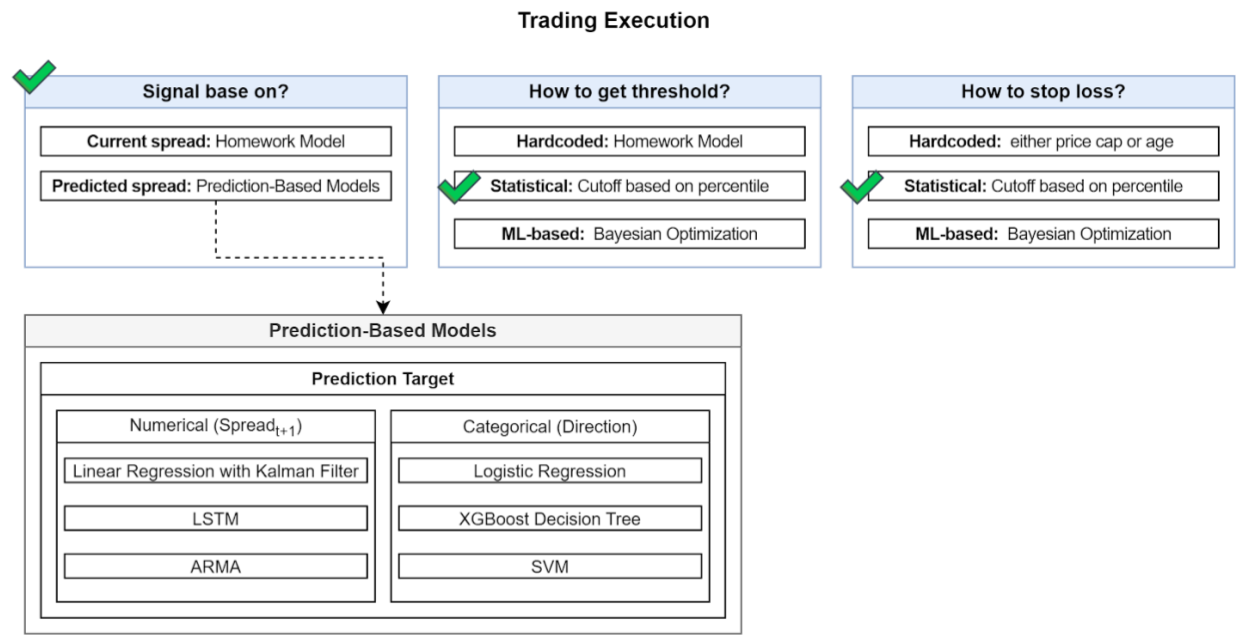 Trading Execution
Signal base on?
Current spread: Homework Model
Predicted spread: Prediction-Based Models
How to get threshold?
Hardcoded: Homework Model
Statistical: Cutoff based on percentile
ML-based: Bayesian Optimization
How to stop loss?
Hardcoded: either price cap or age
Statistical: Cutoff based on percentile
ML-based: Bayesian Optimization
Prediction-Based Models
Prediction Target
Numerical (Spread t+1)
Linear Regression with Kalman Filter
LSTM
ARMA
Categorical (Direction)
Logistic Regression
XGBoost Decision Tree
SVM